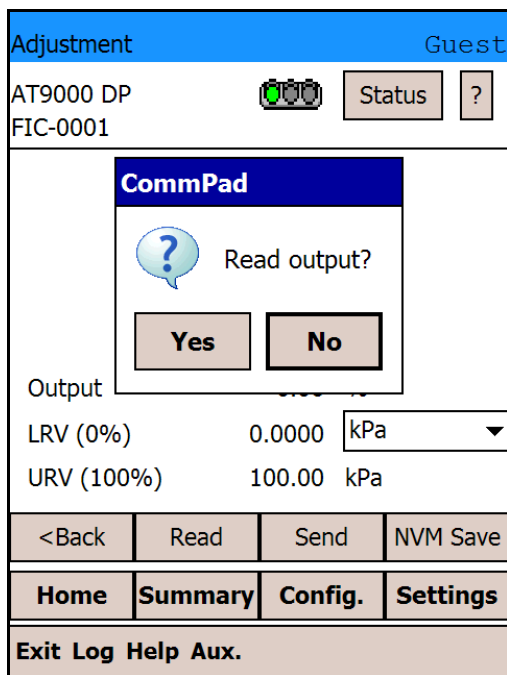 Adjustment Guest
AT9000 DP Status ?
FIC-0001
CommPad
? Read output?
Yes No
Output
LRV (0%) 0.0000 kPa
URV (100%) 100.00 kPa
<Back Read Send NVM Save
Home Summary Config. Settings
Exit Log Help Aux.